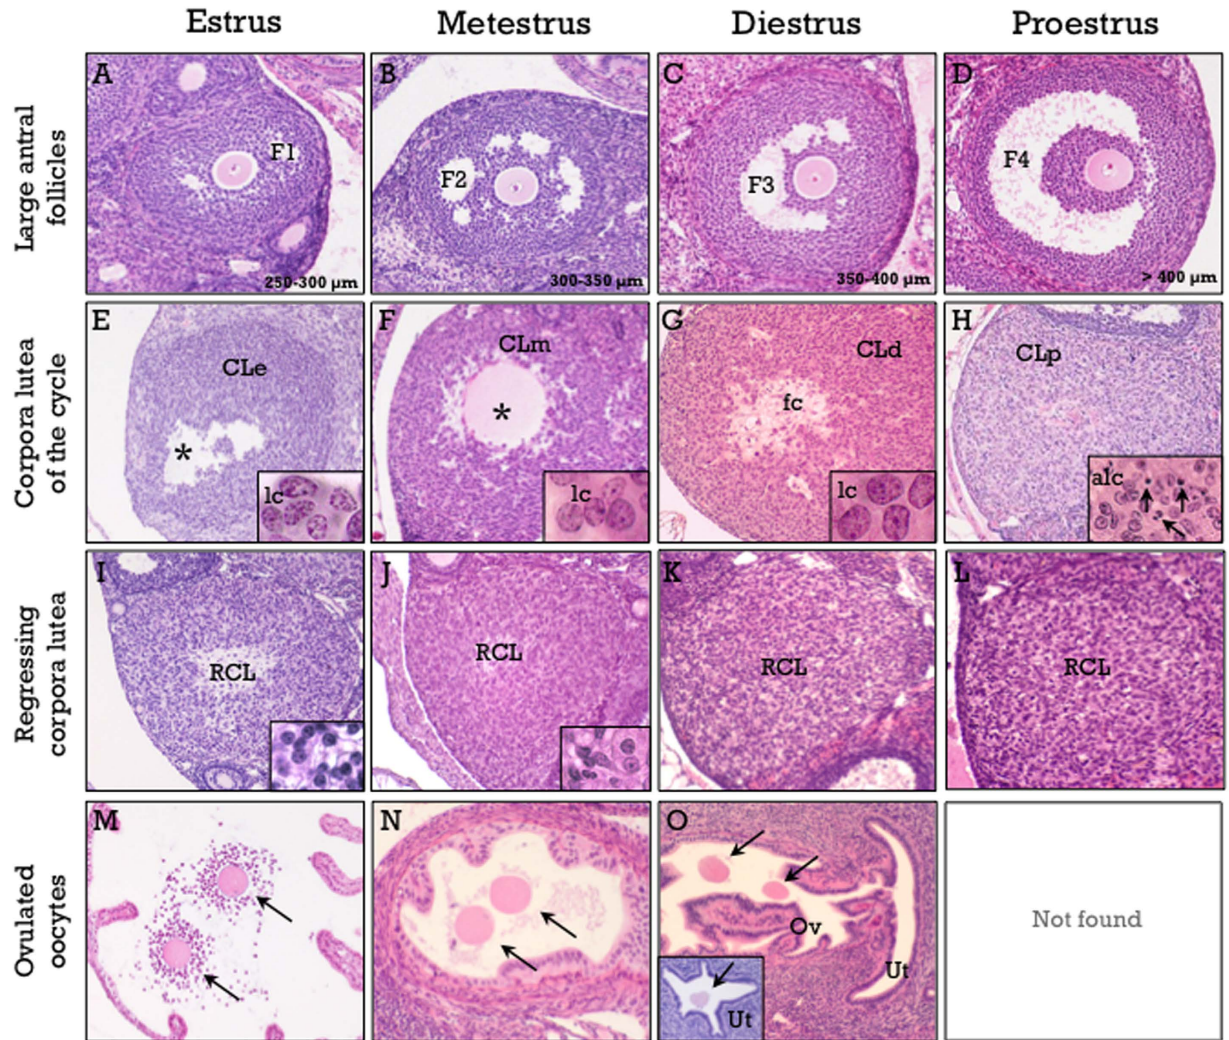 Estrus
Metestrus
Diestrus
Proestrus
Large antral
follicles
A
F1
250-300 µm
B
F2
300-350 µm
C
F3
350-400 µm
D
F4
> 400 µm
Corpora lutea
of the cycle
E
CLe
*
lc
F
CLm
*
lc
G
CLd
fc
lc
H
CLp
alc
Regressing
corpora lutea
I
RCL
J
RCL
K
RCL
L
RCL
Ovulated
oocytes
M
N
O
Ov
Ut
Ut
Not found